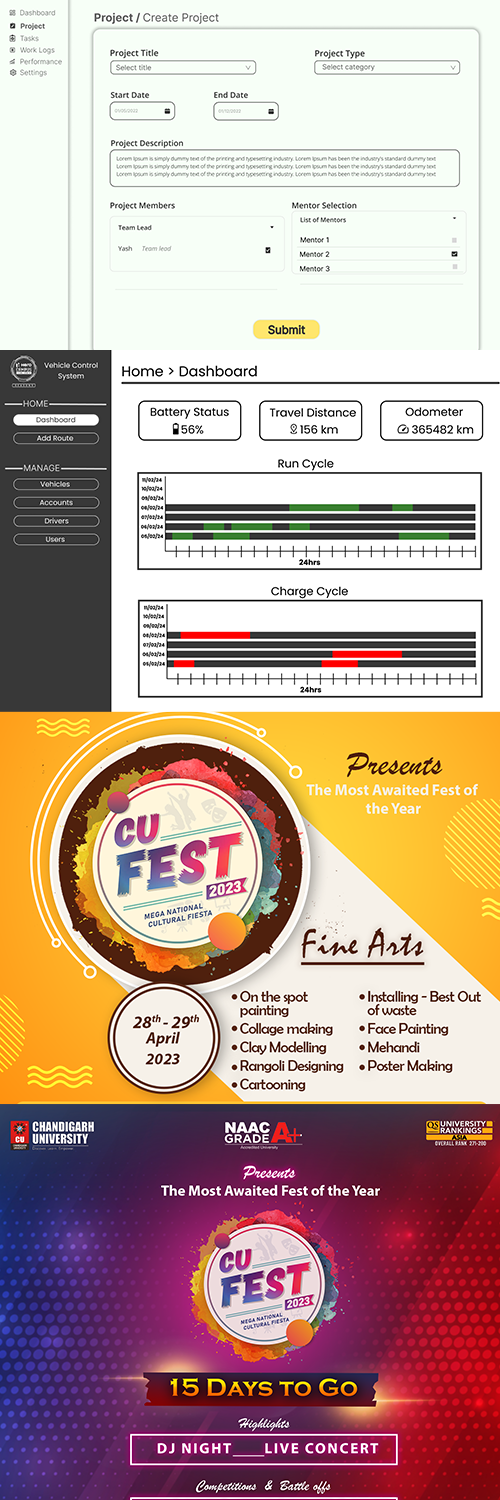 Dashboard
Project
Tasks
Work Logs
Performance
Settings
Project / Create Project
Project Title
Project Type
Select title
Select category
Start Date
End Date
Project Description
Lorem Ipsum is simply dummy text of the printing and typesetting industry. Lorem Ipsum has been the industry's standard dummy text
Lorem Ipsum is simply dummy text of the printing and typesetting industry. Lorem Ipsum has been the industry's standard dummy text
Lorem Ipsum is simply dummy text of the printing and typesetting industry. Lorem Ipsum has been the industry's standard dummy text
Project Members
Mentor Selection
Team Lead
List of Mentors
Yash Team lead
Mentor 1
Mentor 2
Mentor 3
Submit
Vehicle Control
System
HOME
Dashboard
Add Route
MANAGE
Vehicles
Accounts
Drivers
Users
Home > Dashboard
Battery Status
56%
Travel Distance
156 km
Odometer
365482 km
Run Cycle
11/02/24
10/02/24
09/02/24
08/02/24
07/02/24
06/02/24
05/02/24
24hrs
Charge Cycle
11/02/24
10/02/24
09/02/24
08/02/24
07/02/24
06/02/24
05/02/24
24hrs
Presents
The Most Awaited Fest of
the Year
CU
FEST
2023
MEGA NATIONAL
CULTURAL FIESTA
Fine Arts
28th - 29th
April
2023
• On the spot
painting
• Collage making
• Clay Modelling
• Rangoli Designing
• Cartooning
• Installing - Best Out
of waste
• Face Painting
• Mehandi
• Poster Making
CU
CHANDIGARH
UNIVERSITY
NAAC
GRADE A+
Accredited University
QS UNIVERSITY
RANKINGS
ASIA
OVERALL RANK 271-280
Presents
The Most Awaited Fest of the Year
CU
FEST
2023
MEGA NATIONAL
CULTURAL FIESTA
15 DAYS TO GO
Highlights
DJ NIGHT____LIVE CONCERT
Competitions & Battle offs